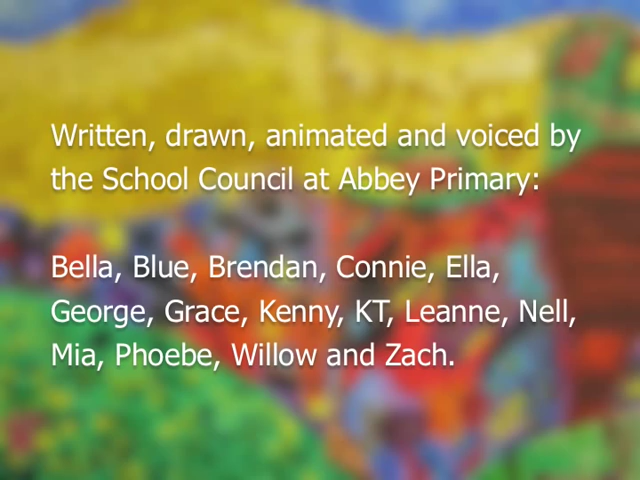 Written, drawn, animated and voiced by
the School Council at Abbey Primary:
Bella, Blue, Brendan, Connie, Ella,
George, Grace, Kenny, KT, Leanne, Nell,
Mia, Phoebe, Willow and Zach.